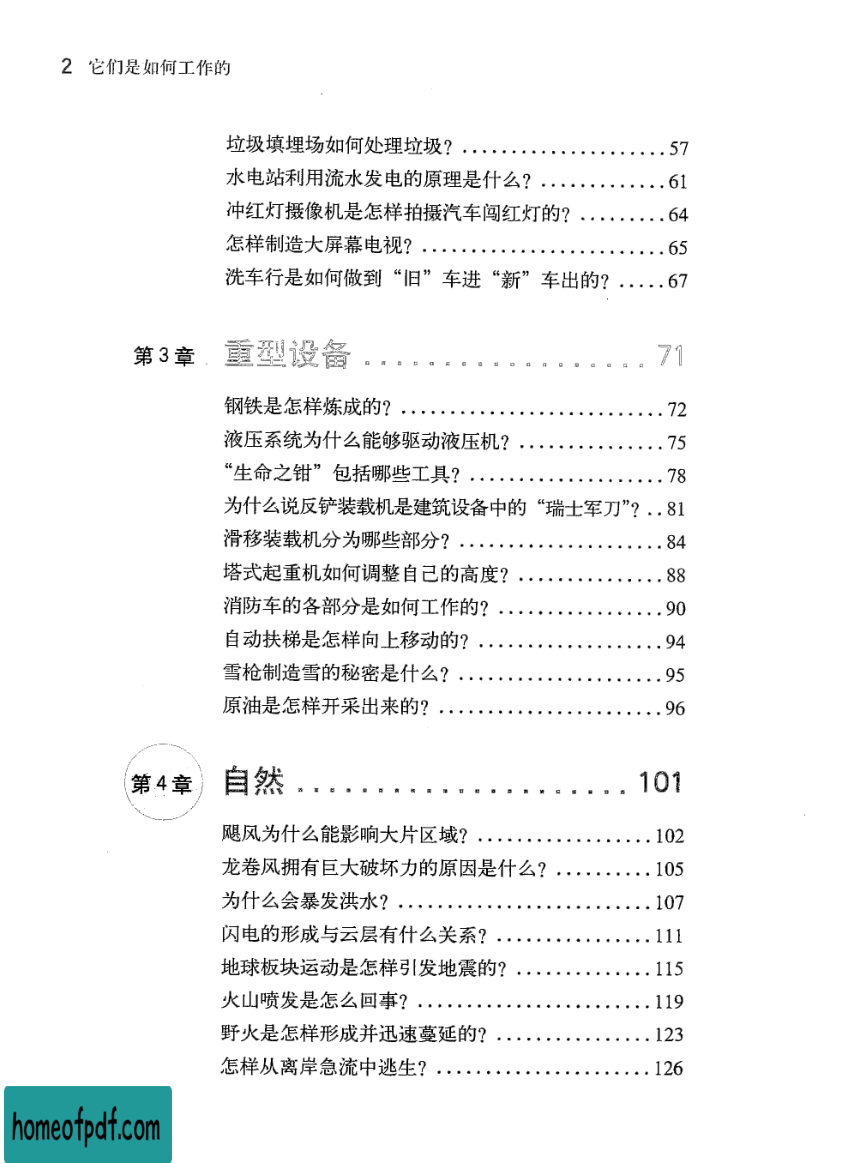 2 它们是如何工作的
垃圾填埋场如何处理垃圾? .....................57
水电站利用流水发电的原理是什么? .............61
冲红灯摄像机是怎样拍摄汽车闯红灯的? .........64
怎样制造大屏幕电视? .........................65
洗车行是如何做到“旧”车进“新”车出的? .....67
第3章 重型设备 .................. 71
钢铁是怎样炼成的? ...........................72
液压系统为什么能够驱动液压机? ...............75
“生命之钳”包括哪些工具? ....................78
为什么说反铲装载机是建筑设备中的“瑞士军刀”? ..81
滑移装载机分为哪些部分? .....................84
塔式起重机如何调整自己的高度? ...............88
消防车的各部分是如何工作的? .................90
自动扶梯是怎样向上移动的? ...................94
雪枪制造雪的秘密是什么? .....................95
原油是怎样开采出来的? .......................96
第4章 自然 ..................... 101
飓风为什么能影响大片区域? ..................102
龙卷风拥有巨大破坏力的原因是什么? ..........105
为什么会暴发洪水? ..........................107
闪电的形成与云层有什么关系? ................111
地球板块运动是怎样引发地震的? ..............115
火山喷发是怎么回事? ........................119
野火是怎样形成并迅速蔓延的? ................123
怎样从离岸急流中逃生? ......................126
homeofpdf.com